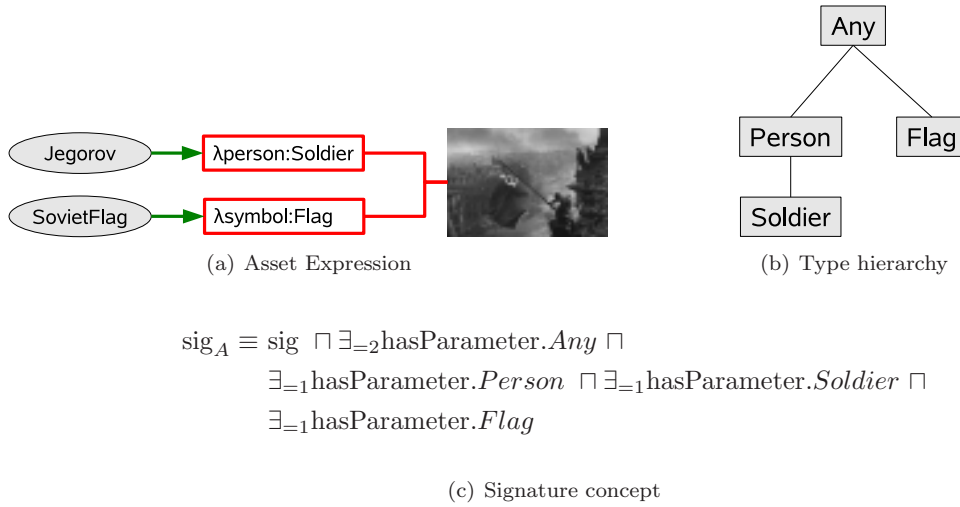 Any
Jegorov
λperson:Soldier
Person
Flag
SovietFlag
λsymbol:Flag
Soldier
(a) Asset Expression
(b) Type hierarchy
sig_A ≡ sig ⊓ ∃_{=2}hasParameter.Any ⊓
∃_{=1}hasParameter.Person ⊓ ∃_{=1}hasParameter.Soldier ⊓
∃_{=1}hasParameter.Flag
(c) Signature concept